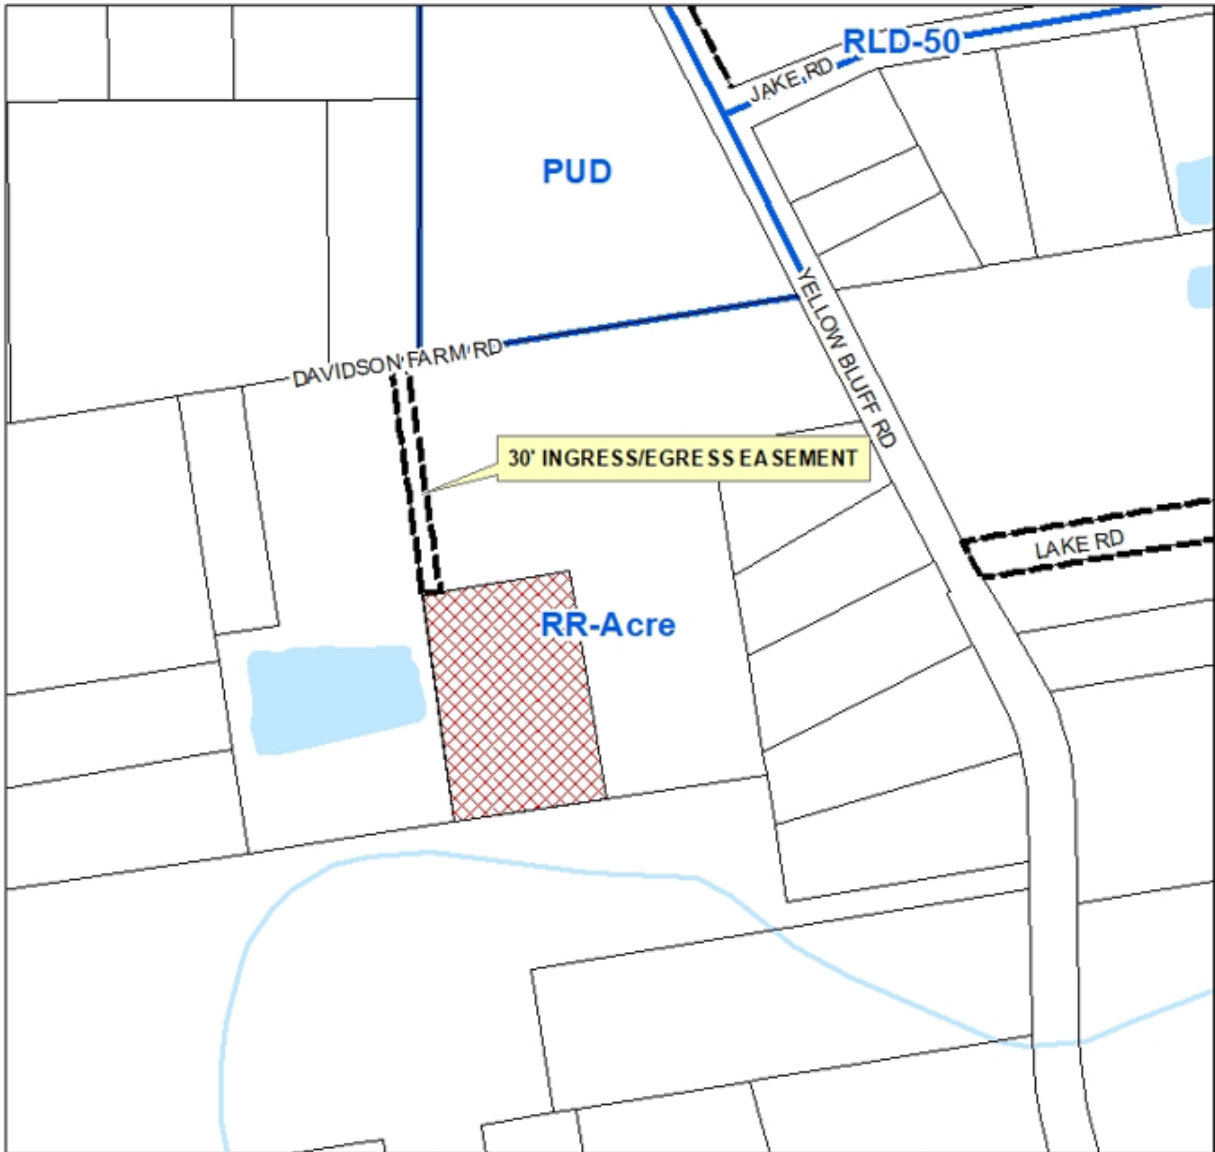 RLD-50
JAKE RD
PUD
YELLOW BLUFF RD
DAVIDSON FARM RD
30' INGRESS/EGRESS EASEMENT
LAKE RD
RR-Acre